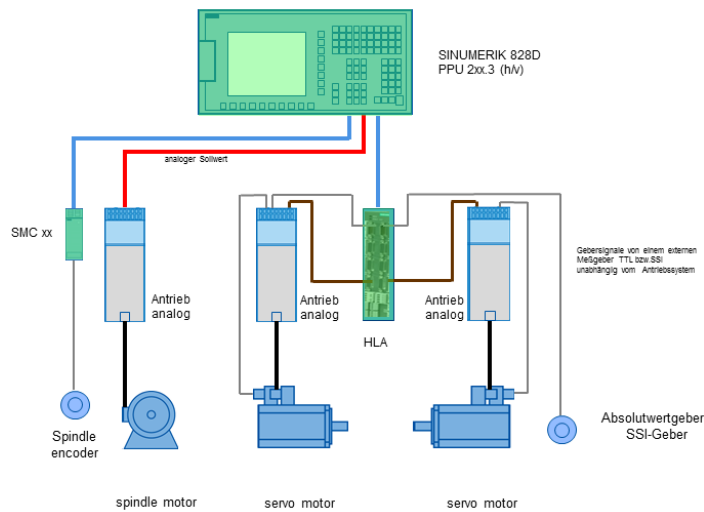 SINUMERIK 828D
PPU 2xx.3 (h/v)
analoger Sollwert
SMC xx
Gebersignale von einem externen
Meßgeber TTL bzw.SSI
unabhängig vom Antriebssystem
Antrieb
analog
Antrieb
analog
Antrieb
analog
HLA
Spindle
encoder
Absolutwertgeber
SSI-Geber
spindle motor
servo motor
servo motor